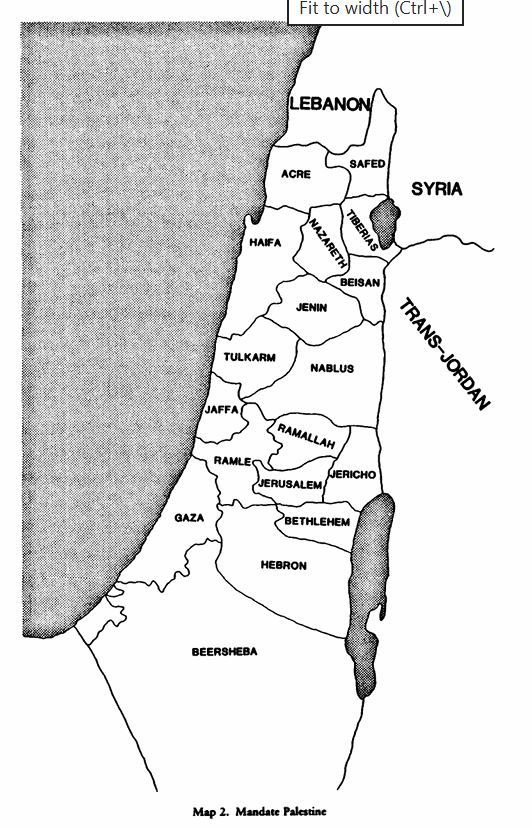 Fit to width (Ctrl+\)
LEBANON
SAFED
ACRE
SYRIA
TIBERIAS
NAZARETH
HAIFA
BEISAN
JENIN
TRANS-JORDAN
TULKARM
NABLUS
JAFFA
RAMALLAH
RAMLE
JERICHO
JERUSALEM
GAZA
BETHLEHEM
HEBRON
BEERSHEBA
Map 2. Mandate Palestine